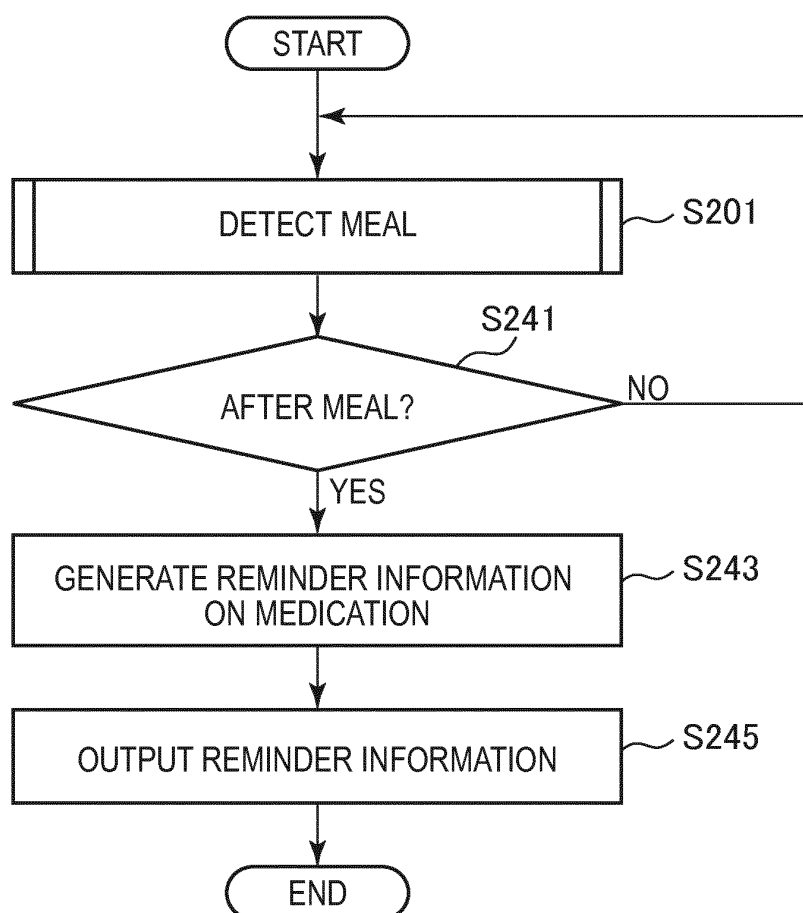 START
DETECT MEAL
S201
S241
AFTER MEAL?
NO
YES
GENERATE REMINDER INFORMATION
ON MEDICATION
S243
OUTPUT REMINDER INFORMATION
S245
END